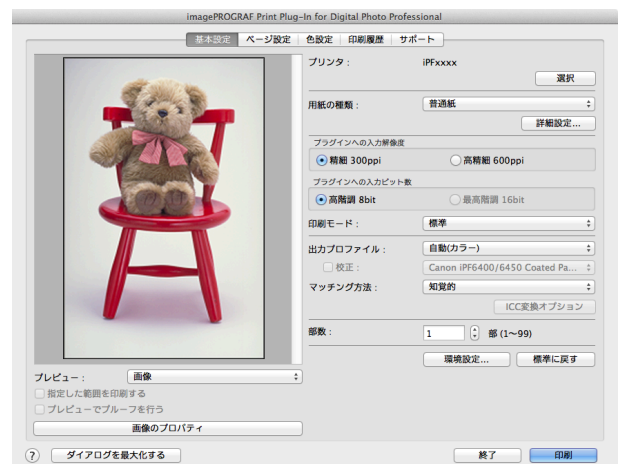 imagePROGRAF Print Plug-In for Digital Photo Professional
基本設定 ページ設定 色設定 印刷履歴 サポート
プリンタ： iPFxxxx
選択
用紙の種類： 普通紙
詳細設定...
プラグインへの入力解像度
精細 300ppi 高精細 600ppi
プラグインへの入力ビット数
高階調 8bit 最高階調 16bit
印刷モード： 標準
出力プロファイル： 自動(カラー)
校正： Canon iPF6400/6450 Coated Pa...
マッチング方法： 知覚的
ICC変換オプション
部数： 1 部 (1〜99)
環境設定... 標準に戻す
プレビュー： 画像
指定した範囲を印刷する
プレビューでプルーフを行う
画像のプロパティ
? ダイアログを最大化する 終了 印刷